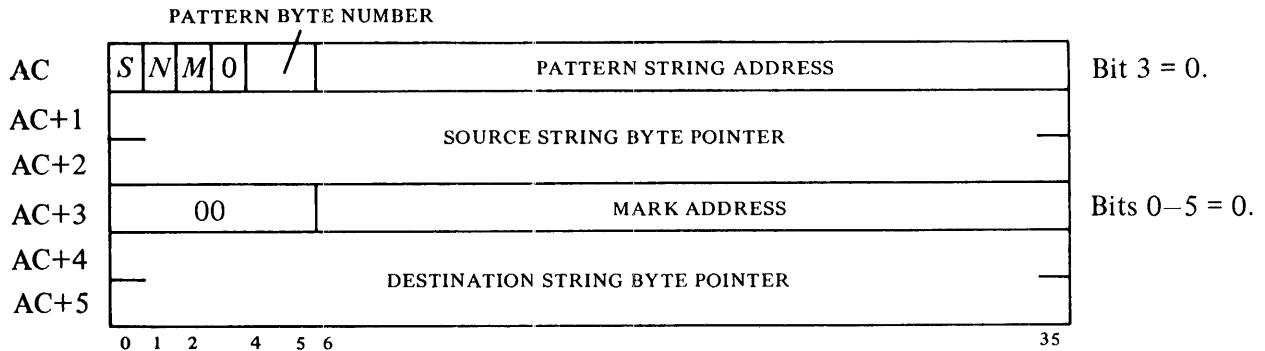 PATTERN BYTE NUMBER
AC S N M 0 PATTERN STRING ADDRESS Bit 3 = 0.
AC+1
SOURCE STRING BYTE POINTER
AC+2
AC+3 00 MARK ADDRESS Bits 0–5 = 0.
AC+4
DESTINATION STRING BYTE POINTER
AC+5
0 1 2 4 5 6 35